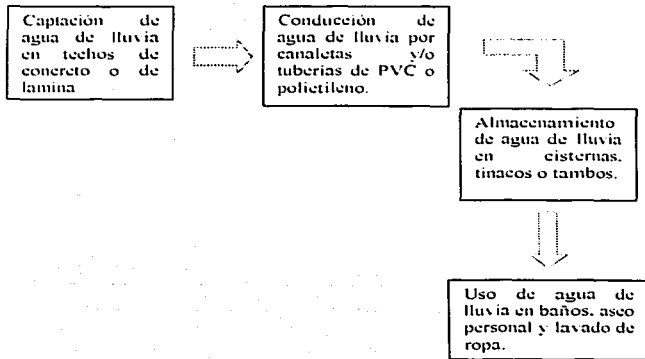 Captación de
agua de lluvia
en techos de
concreto o de
lamina
Conducción de
agua de lluvia por
canaletas y/o
tuberías de PVC o
polietileno.
Almacenamiento
de agua de lluvia
en cisternas.
tinacos o tambos.
Uso de agua de
lluvia en baños, aseo
personal y lavado de
ropa.